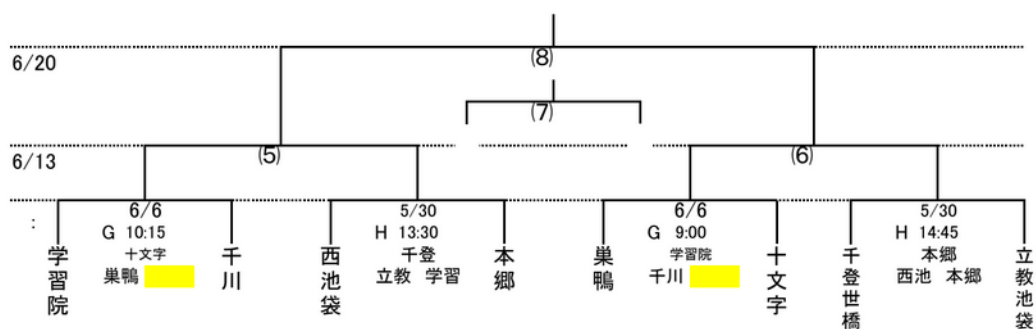 (8)
6/20
(7)
6/13
(5)
(6)
:
6/6
G 10:15
十文字
巣鴨
5/30
H 13:30
千登
立教 学習
6/6
G 9:00
学習院
千川
5/30
H 14:45
本郷
西池 本郷
学習院
千川
西池袋
本郷
巣鴨
十文字
千登世橋
立教池袋